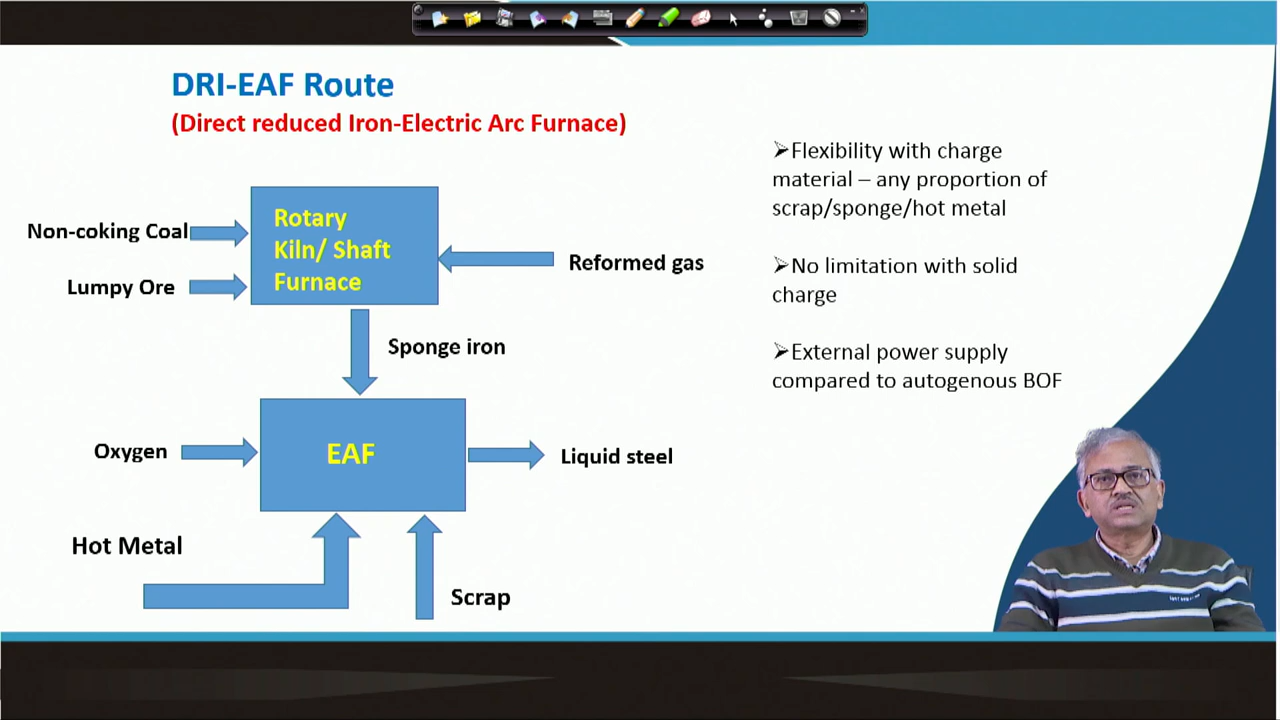 DRI-EAF Route
(Direct reduced Iron-Electric Arc Furnace)
Non-coking Coal
Lumpy Ore
Rotary
Kiln/ Shaft
Furnace
Reformed gas
Sponge iron
Oxygen
EAF
Liquid steel
Hot Metal
Scrap
➢Flexibility with charge
material – any proportion of
scrap/sponge/hot metal
➢No limitation with solid
charge
➢External power supply
compared to autogenous BOF